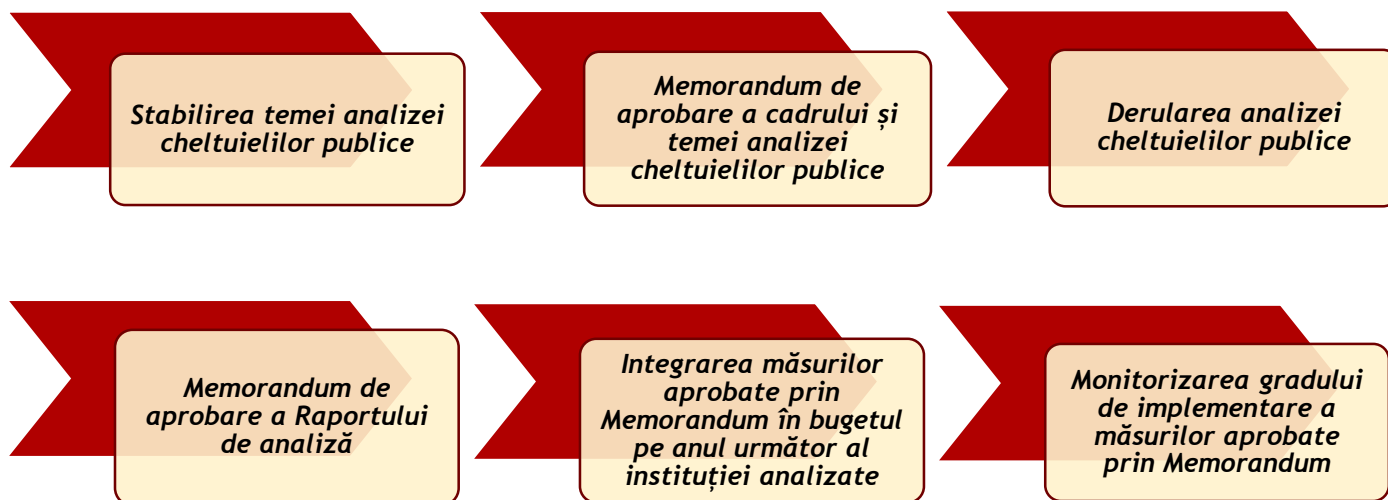 Stabilirea temei analizei
cheltuielilor publice
Memorandum de
aprobare a cadrului și
temei analizei
cheltuielilor publice
Derularea analizei
cheltuielilor publice
Memorandum de
aprobare a Raportului
de analiză
Integrarea măsurilor
aprobate prin
Memorandum în bugetul
pe anul următor al
instituției analizate
Monitorizarea gradului
de implementare a
măsurilor aprobate
prin Memorandum